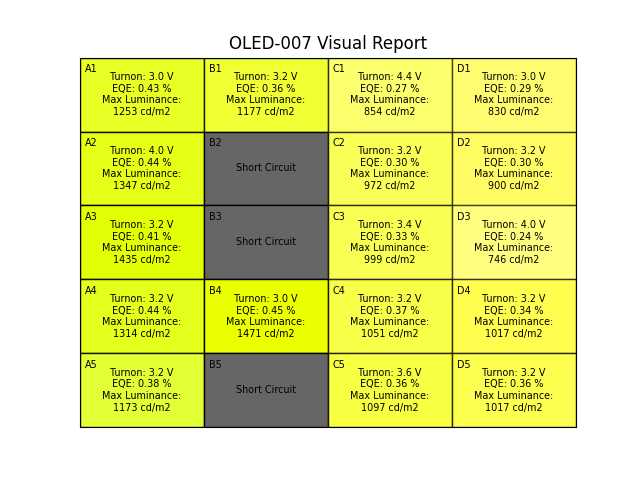 OLED-007 Visual Report
A1
Turnon: 3.0 V
EQE: 0.43 %
Max Luminance:
1253 cd/m2
B1
Turnon: 3.2 V
EQE: 0.36 %
Max Luminance:
1177 cd/m2
C1
Turnon: 4.4 V
EQE: 0.27 %
Max Luminance:
854 cd/m2
D1
Turnon: 3.0 V
EQE: 0.29 %
Max Luminance:
830 cd/m2
A2
Turnon: 4.0 V
EQE: 0.44 %
Max Luminance:
1347 cd/m2
B2
Short Circuit
C2
Turnon: 3.2 V
EQE: 0.30 %
Max Luminance:
972 cd/m2
D2
Turnon: 3.2 V
EQE: 0.30 %
Max Luminance:
900 cd/m2
A3
Turnon: 3.2 V
EQE: 0.41 %
Max Luminance:
1435 cd/m2
B3
Short Circuit
C3
Turnon: 3.4 V
EQE: 0.33 %
Max Luminance:
999 cd/m2
D3
Turnon: 4.0 V
EQE: 0.24 %
Max Luminance:
746 cd/m2
A4
Turnon: 3.2 V
EQE: 0.44 %
Max Luminance:
1314 cd/m2
B4
Turnon: 3.0 V
EQE: 0.45 %
Max Luminance:
1471 cd/m2
C4
Turnon: 3.2 V
EQE: 0.37 %
Max Luminance:
1051 cd/m2
D4
Turnon: 3.2 V
EQE: 0.34 %
Max Luminance:
1017 cd/m2
A5
Turnon: 3.2 V
EQE: 0.38 %
Max Luminance:
1173 cd/m2
B5
Short Circuit
C5
Turnon: 3.6 V
EQE: 0.36 %
Max Luminance:
1097 cd/m2
D5
Turnon: 3.2 V
EQE: 0.36 %
Max Luminance:
1017 cd/m2